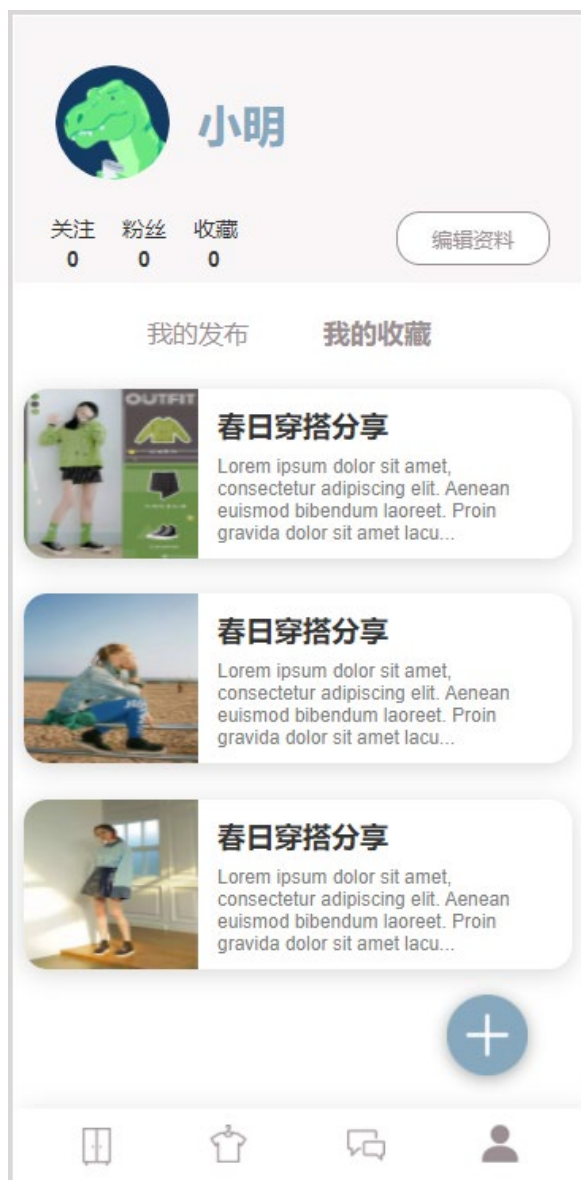 小明
关注 粉丝 收藏
0 0 0
编辑资料
我的发布 我的收藏
OUTFIT
春日穿搭分享
Lorem ipsum dolor sit amet,
consectetur adipiscing elit. Aenean
euismod bibendum laoreet. Proin
gravida dolor sit amet lacu...
春日穿搭分享
Lorem ipsum dolor sit amet,
consectetur adipiscing elit. Aenean
euismod bibendum laoreet. Proin
gravida dolor sit amet lacu...
春日穿搭分享
Lorem ipsum dolor sit amet,
consectetur adipiscing elit. Aenean
euismod bibendum laoreet. Proin
gravida dolor sit amet lacu...